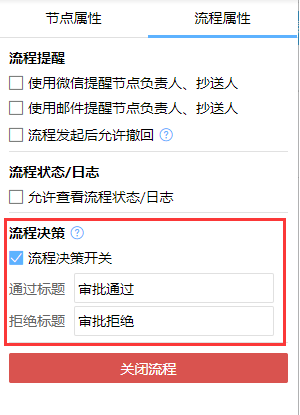 节点属性 流程属性
流程提醒
使用微信提醒节点负责人、抄送人
使用邮件提醒节点负责人、抄送人
流程发起后允许撤回 ?
流程状态/日志
允许查看流程状态/日志
流程决策 ?
流程决策开关
通过标题 审批通过
拒绝标题 审批拒绝
关闭流程